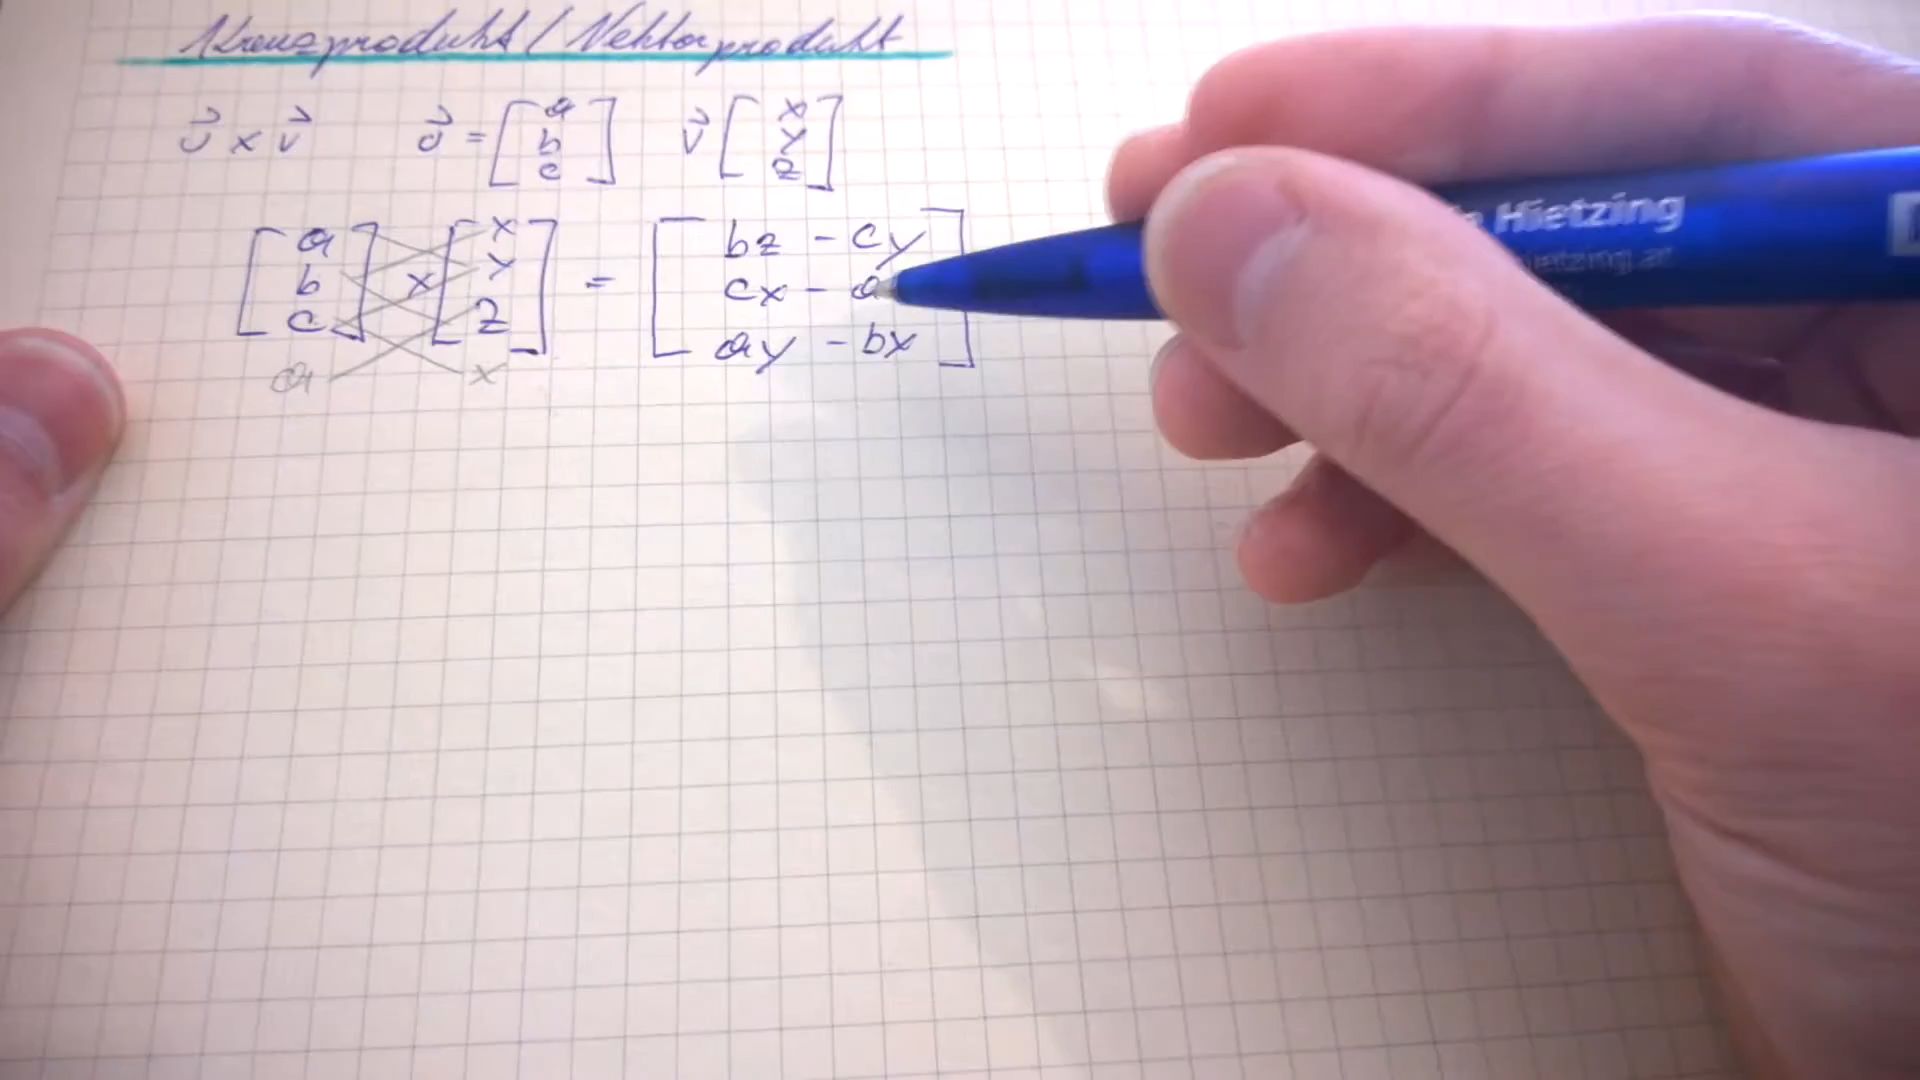 Kreuzprodukt / Vektorprodukt
u⃗ x v⃗ u⃗ = [a b c] v⃗ [x y z]
[a b c] x [x y z] = [bz - cy cx - a ay - bx]
a x
Hietzing